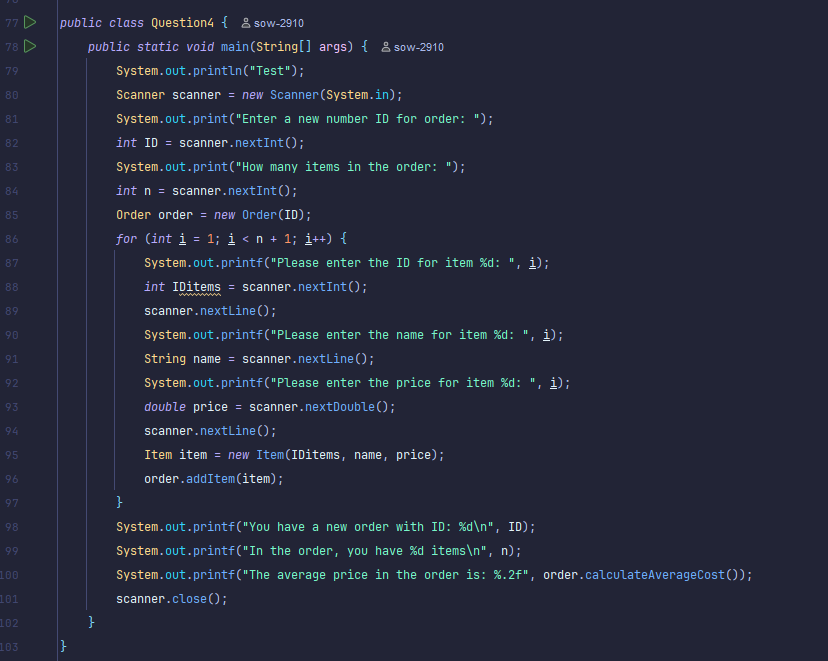 77 public class Question4 { sow-2910
78 public static void main(String[] args) { sow-2910
79 System.out.println("Test");
80 Scanner scanner = new Scanner(System.in);
81 System.out.print("Enter a new number ID for order: ");
82 int ID = scanner.nextInt();
83 System.out.print("How many items in the order: ");
84 int n = scanner.nextInt();
85 Order order = new Order(ID);
86 for (int i = 1; i < n + 1; i++) {
87 System.out.printf("Please enter the ID for item %d: ", i);
88 int IDitems = scanner.nextInt();
89 scanner.nextLine();
90 System.out.printf("PLease enter the name for item %d: ", i);
91 String name = scanner.nextLine();
92 System.out.printf("Please enter the price for item %d: ", i);
93 double price = scanner.nextDouble();
94 scanner.nextLine();
95 Item item = new Item(IDitems, name, price);
96 order.addItem(item);
97 }
98 System.out.printf("You have a new order with ID: %d\n", ID);
99 System.out.printf("In the order, you have %d items\n", n);
100 System.out.printf("The average price in the order is: %.2f", order.calculateAverageCost());
101 scanner.close();
102 }
103 }